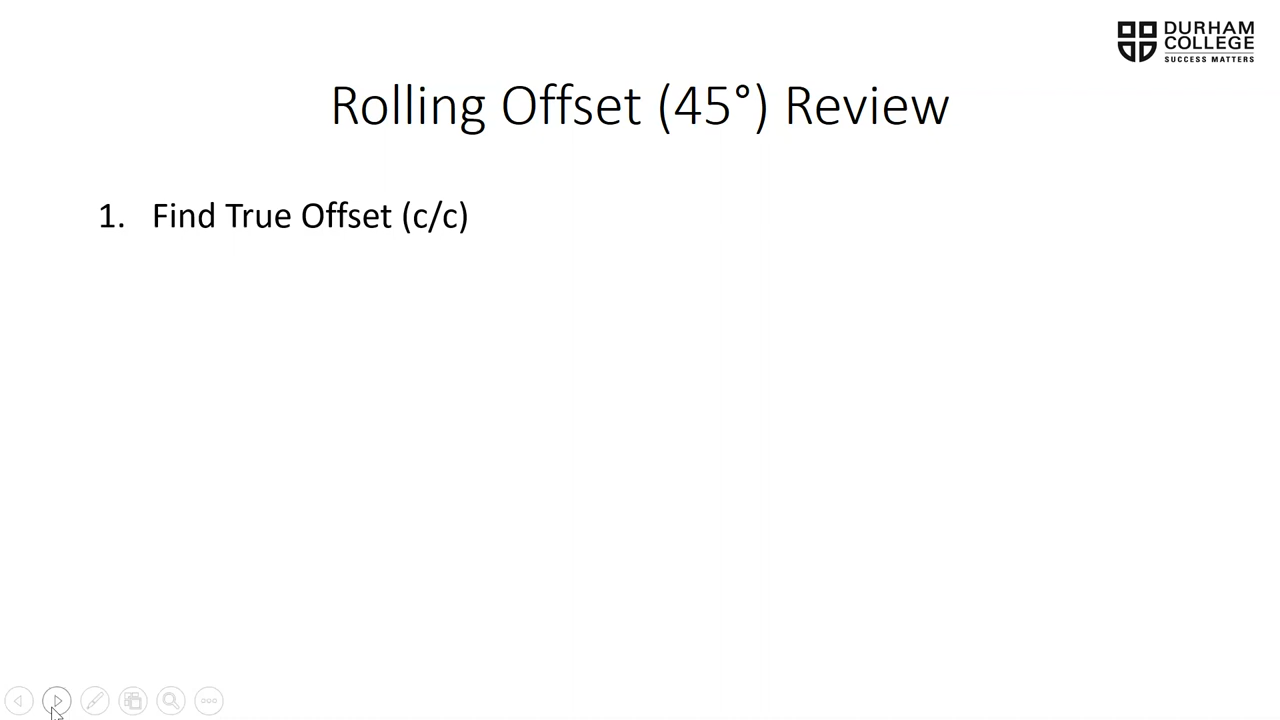 DURHAM
COLLEGE
SUCCESS MATTERS
Rolling Offset (45°) Review
1. Find True Offset (c/c)